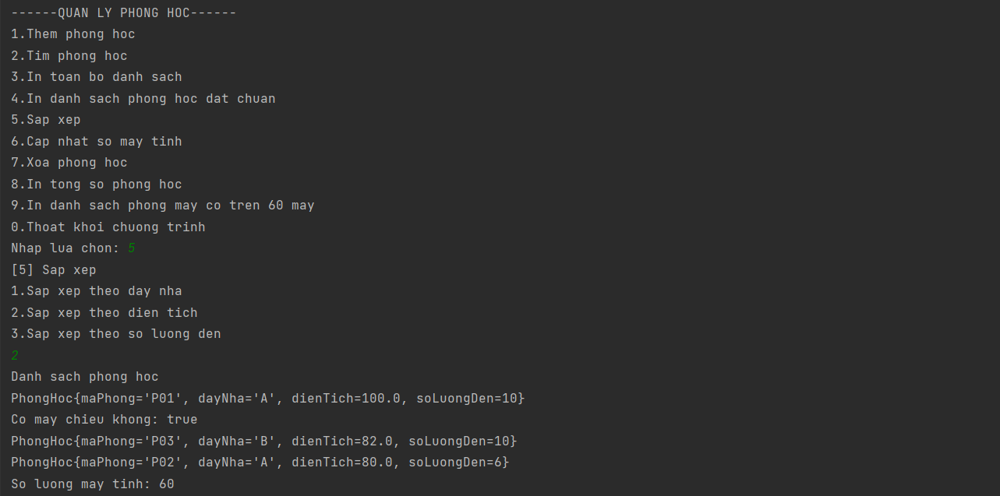 ------QUAN LY PHONG HOC------
1.Them phong hoc
2.Tim phong hoc
3.In toan bo danh sach
4.In danh sach phong hoc dat chuan
5.Sap xep
6.Cap nhat so may tinh
7.Xoa phong hoc
8.In tong so phong hoc
9.In danh sach phong may co tren 60 may
0.Thoat khoi chuong trinh
Nhap lua chon: 5
[5] Sap xep
1.Sap xep theo day nha
2.Sap xep theo dien tich
3.Sap xep theo so luong den
2
Danh sach phong hoc
PhongHoc{maPhong='P01', dayNha='A', dienTich=100.0, soLuongDen=10}
Co may chieu khong: true
PhongHoc{maPhong='P03', dayNha='B', dienTich=82.0, soLuongDen=10}
PhongHoc{maPhong='P02', dayNha='A', dienTich=80.0, soLuongDen=6}
So luong may tinh: 60